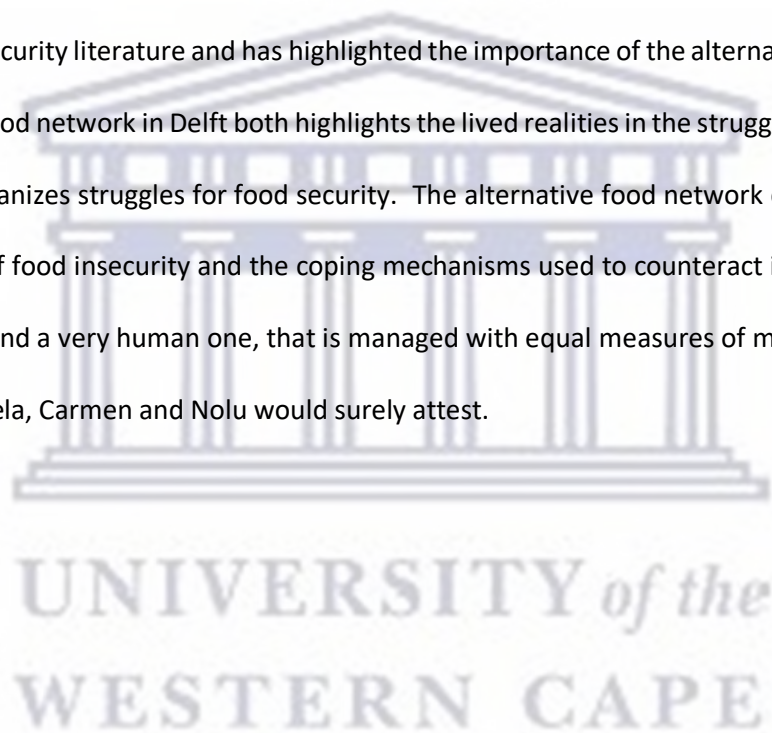 curity literature and has highlighted the importance of the alterna
od network in Delft both highlights the lived realities in the strugg
anizes struggles for food security. The alternative food network
f food insecurity and the coping mechanisms used to counteract i
nd a very human one, that is managed with equal measures of m
ela, Carmen and Nolu would surely attest.
UNIVERSITY of the
WESTERN CAPE